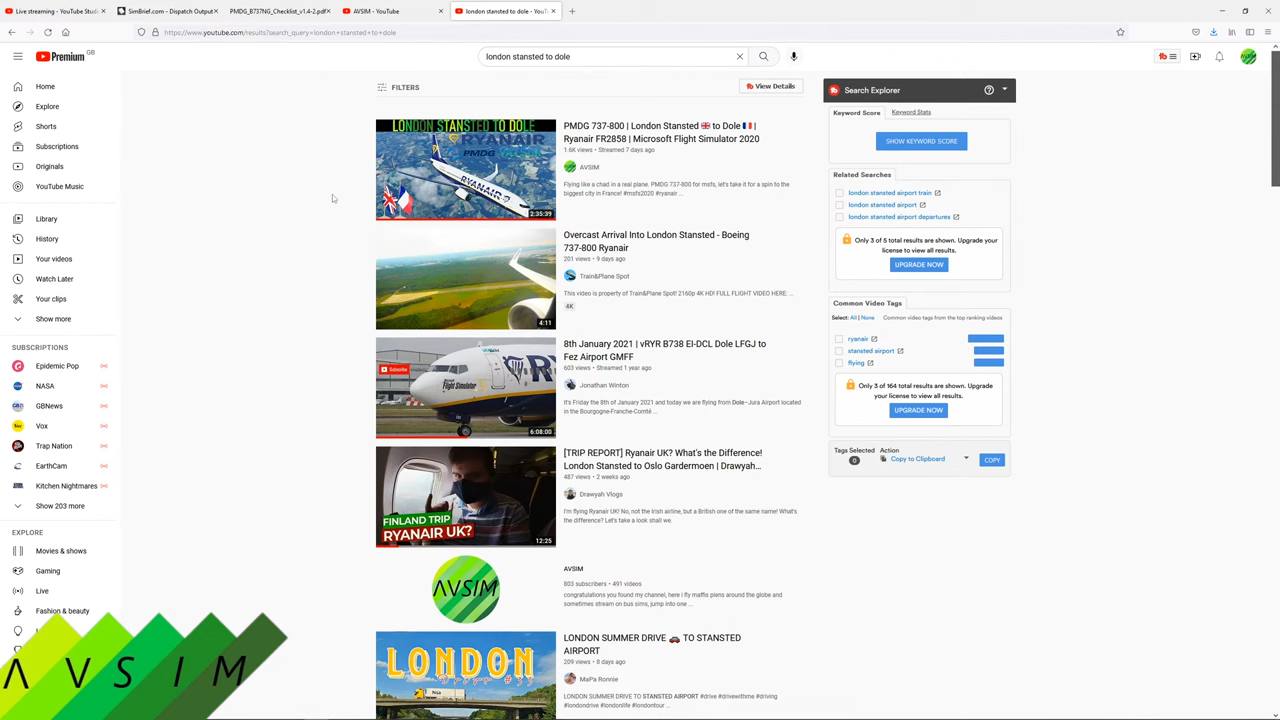 Live streaming - YouTube Studi
SimBrief.com - Dispatch Output
PMDG_B737NG_Checklist_v1.4-2.pdf
AVSIM - YouTube
london stansted to dole - YouT
https://www.youtube.com/results?search_query=london+stansted+to+dole
Premium GB
london stansted to dole
Home
Explore
Shorts
Subscriptions
Originals
YouTube Music
Library
History
Your videos
Watch Later
Your clips
Show more
SUBSCRIPTIONS
Epidemic Pop
NASA
GBNews
Vox
Trap Nation
EarthCam
Kitchen Nightmares
Show 203 more
EXPLORE
Movies & shows
Gaming
Live
Fashion & beauty
AVSIM
FILTERS
View Details
LONDON STANSTED TO DOLE
RYANAIR
PMDG
RYANAIR
2:35:39
PMDG 737-800 | London Stansted 🇬🇧 to Dole 🇫🇷 |
Ryanair FR2858 | Microsoft Flight Simulator 2020
1.6K views • Streamed 7 days ago
AVSIM
Flying like a chad in a real plane. PMDG 737-800 for msfs, let's take it for a spin to the
biggest city in France! #msfs2020 #ryanair ...
4:11
Overcast Arrival Into London Stansted - Boeing
737-800 Ryanair
201 views • 9 days ago
Train&Plane Spot
This video is property of Train&Plane Spot! 2160p 4K HD! FULL FLIGHT VIDEO HERE: ...
4K
Subscribe
Flight Simulator
6:08:00
8th January 2021 | vRYR B738 EI-DCL Dole LFGJ to
Fez Airport GMFF
603 views • Streamed 1 year ago
Jonathan Winton
It's Friday the 8th of January 2021 and today we are flying from Dole–Jura Airport located
in the Bourgogne-Franche-Comté ...
FINLAND TRIP
RYANAIR UK?
12:25
[TRIP REPORT] Ryanair UK? What's the Difference!
London Stansted to Oslo Gardermoen | Drawyah...
487 views • 2 weeks ago
Drawyah Vlogs
I'm flying Ryanair UK! No, not the Irish airline, but a British one of the same name! What's
the difference? Let's take a look shall we.
AVSIM
AVSIM
803 subscribers • 491 videos
congratulations you found my channel, here i fly maffis piens around the globe and
sometimes stream on bus sims, jump into one ...
LONDON
LONDON SUMMER DRIVE 🚗 TO STANSTED
AIRPORT
209 views • 8 days ago
MaPa Ronnie
LONDON SUMMER DRIVE TO STANSTED AIRPORT #drive #drivewithme #driving
#londondrive #londonlife #londontour ...
Search Explorer
Keyword Score
Keyword Stats
SHOW KEYWORD SCORE
Related Searches
london stansted airport train
london stansted airport
london stansted airport departures
Only 3 of 5 total results are shown. Upgrade your
license to view all results.
UPGRADE NOW
Common Video Tags
Select: All | None Common video tags from the top ranking videos
ryanair
stansted airport
flying
Only 3 of 164 total results are shown. Upgrade
your license to view all results.
UPGRADE NOW
Tags Selected
0
Action
Copy to Clipboard
COPY